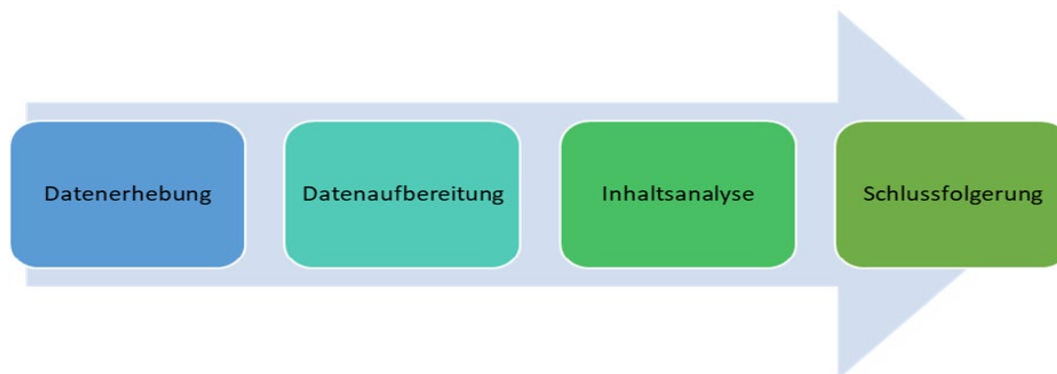 Datenerhebung
Datenaufbereitung
Inhaltsanalyse
Schlussfolgerung